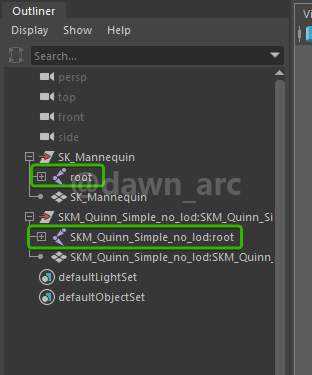 Outliner
Display Show Help
Search...
persp
top
front
side
SK_Mannequin
root
@dawn_arc
SK_Mannequin
SKM_Quinn_Simple_no_lod:SKM_Quinn_Si
SKM_Quinn_Simple_no_lod:root
SKM_Quinn_Simple_no_lod:SKM_Quinn_
defaultLightSet
defaultObjectSet
Vi